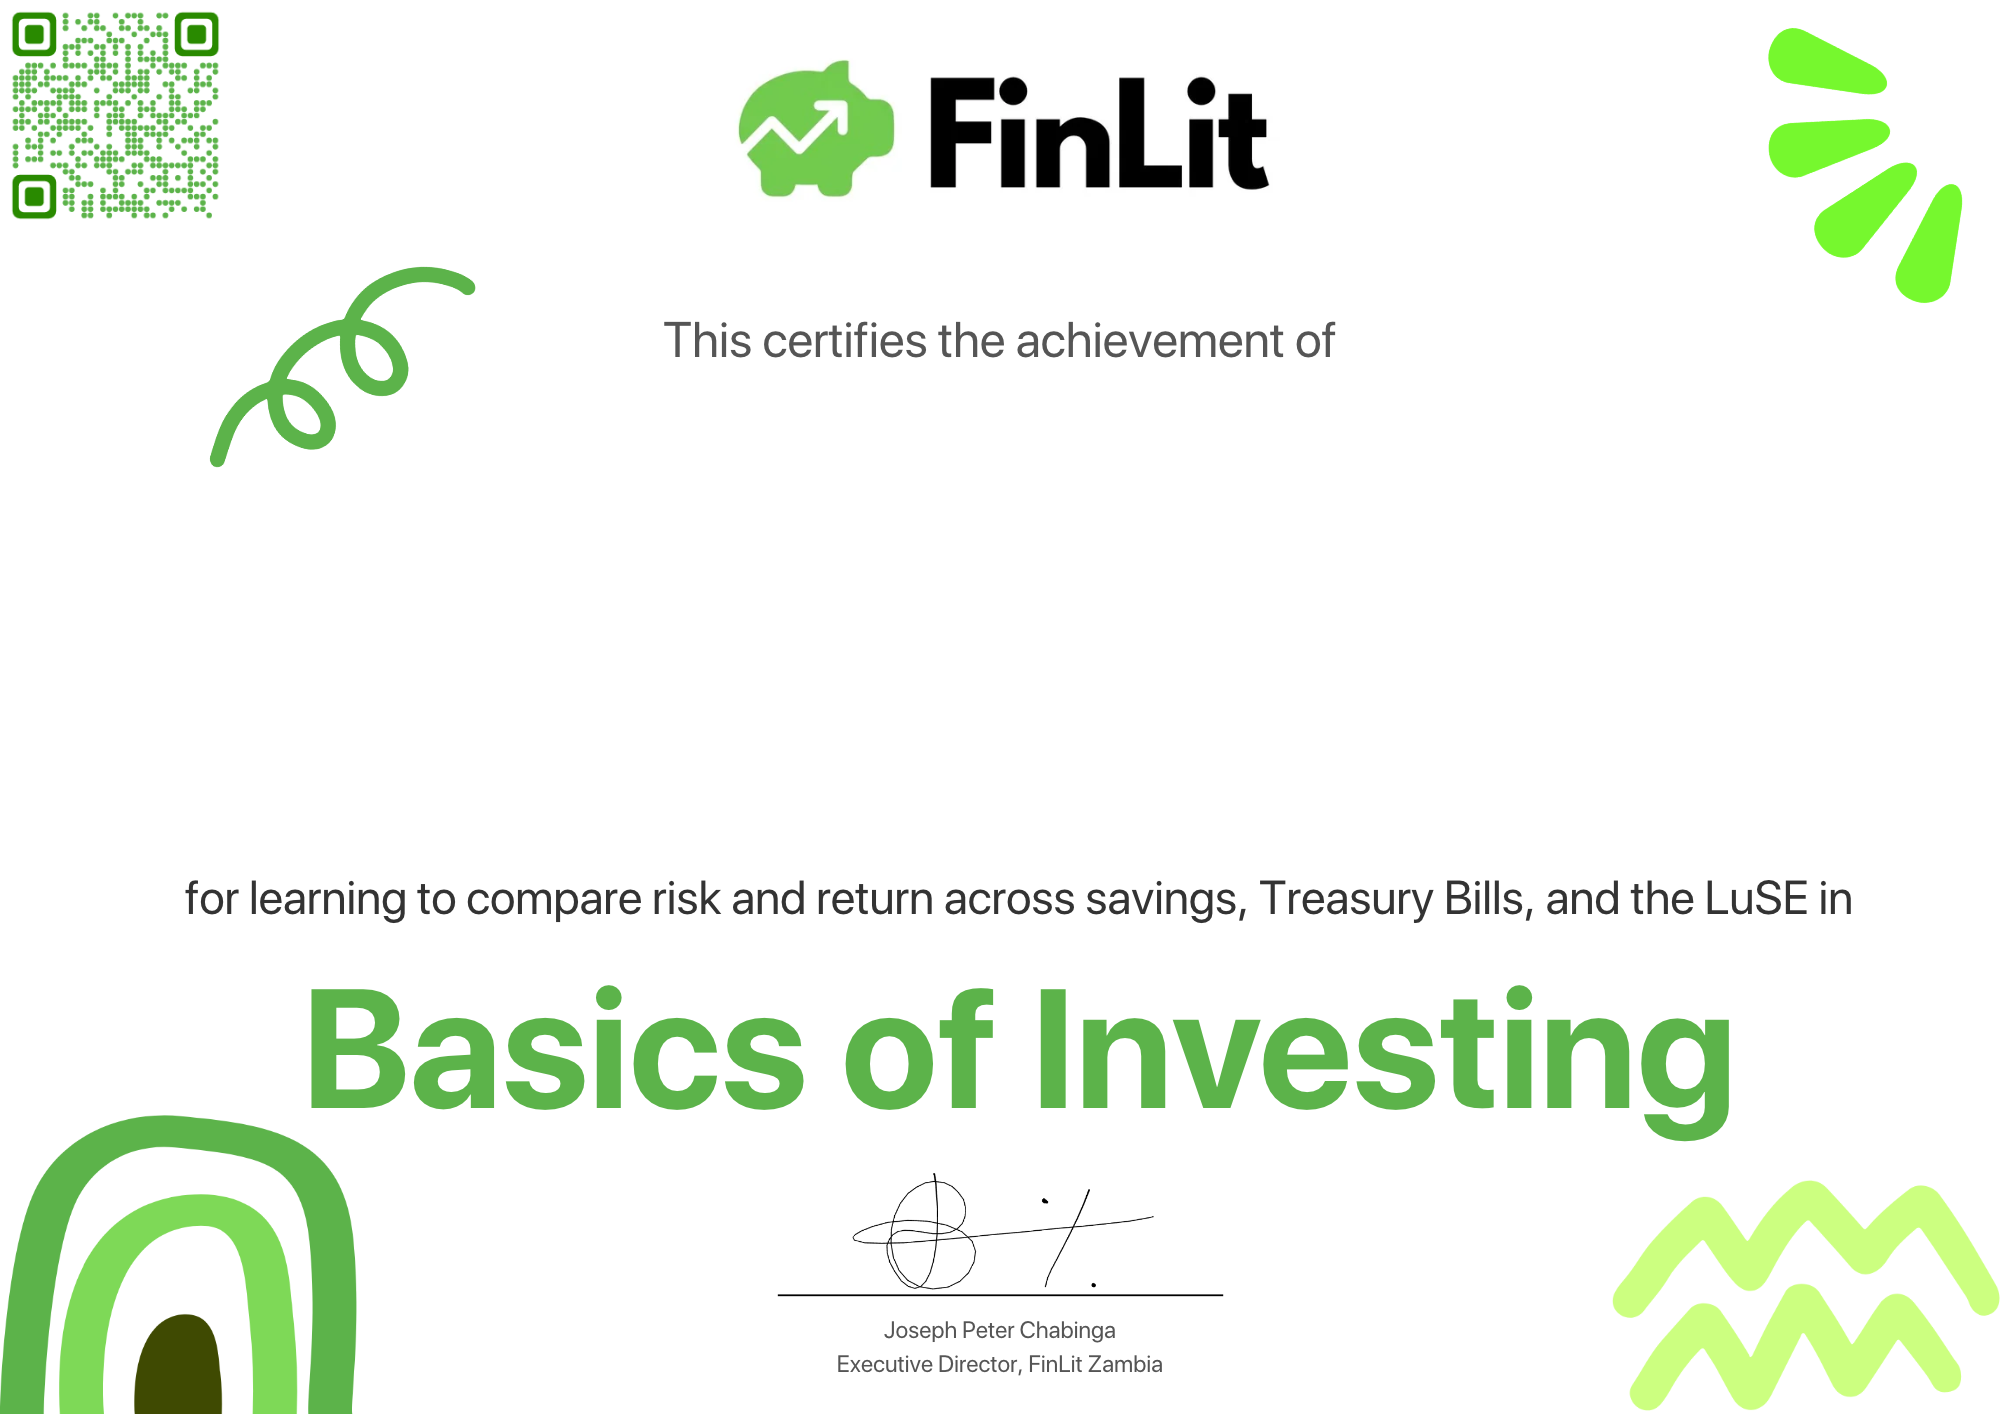 FinLit
This certifies the achievement of
for learning to compare risk and return across savings, Treasury Bills, and the LuSE in
Basics of Investing
Joseph Peter Chabinga
Executive Director, FinLit Zambia